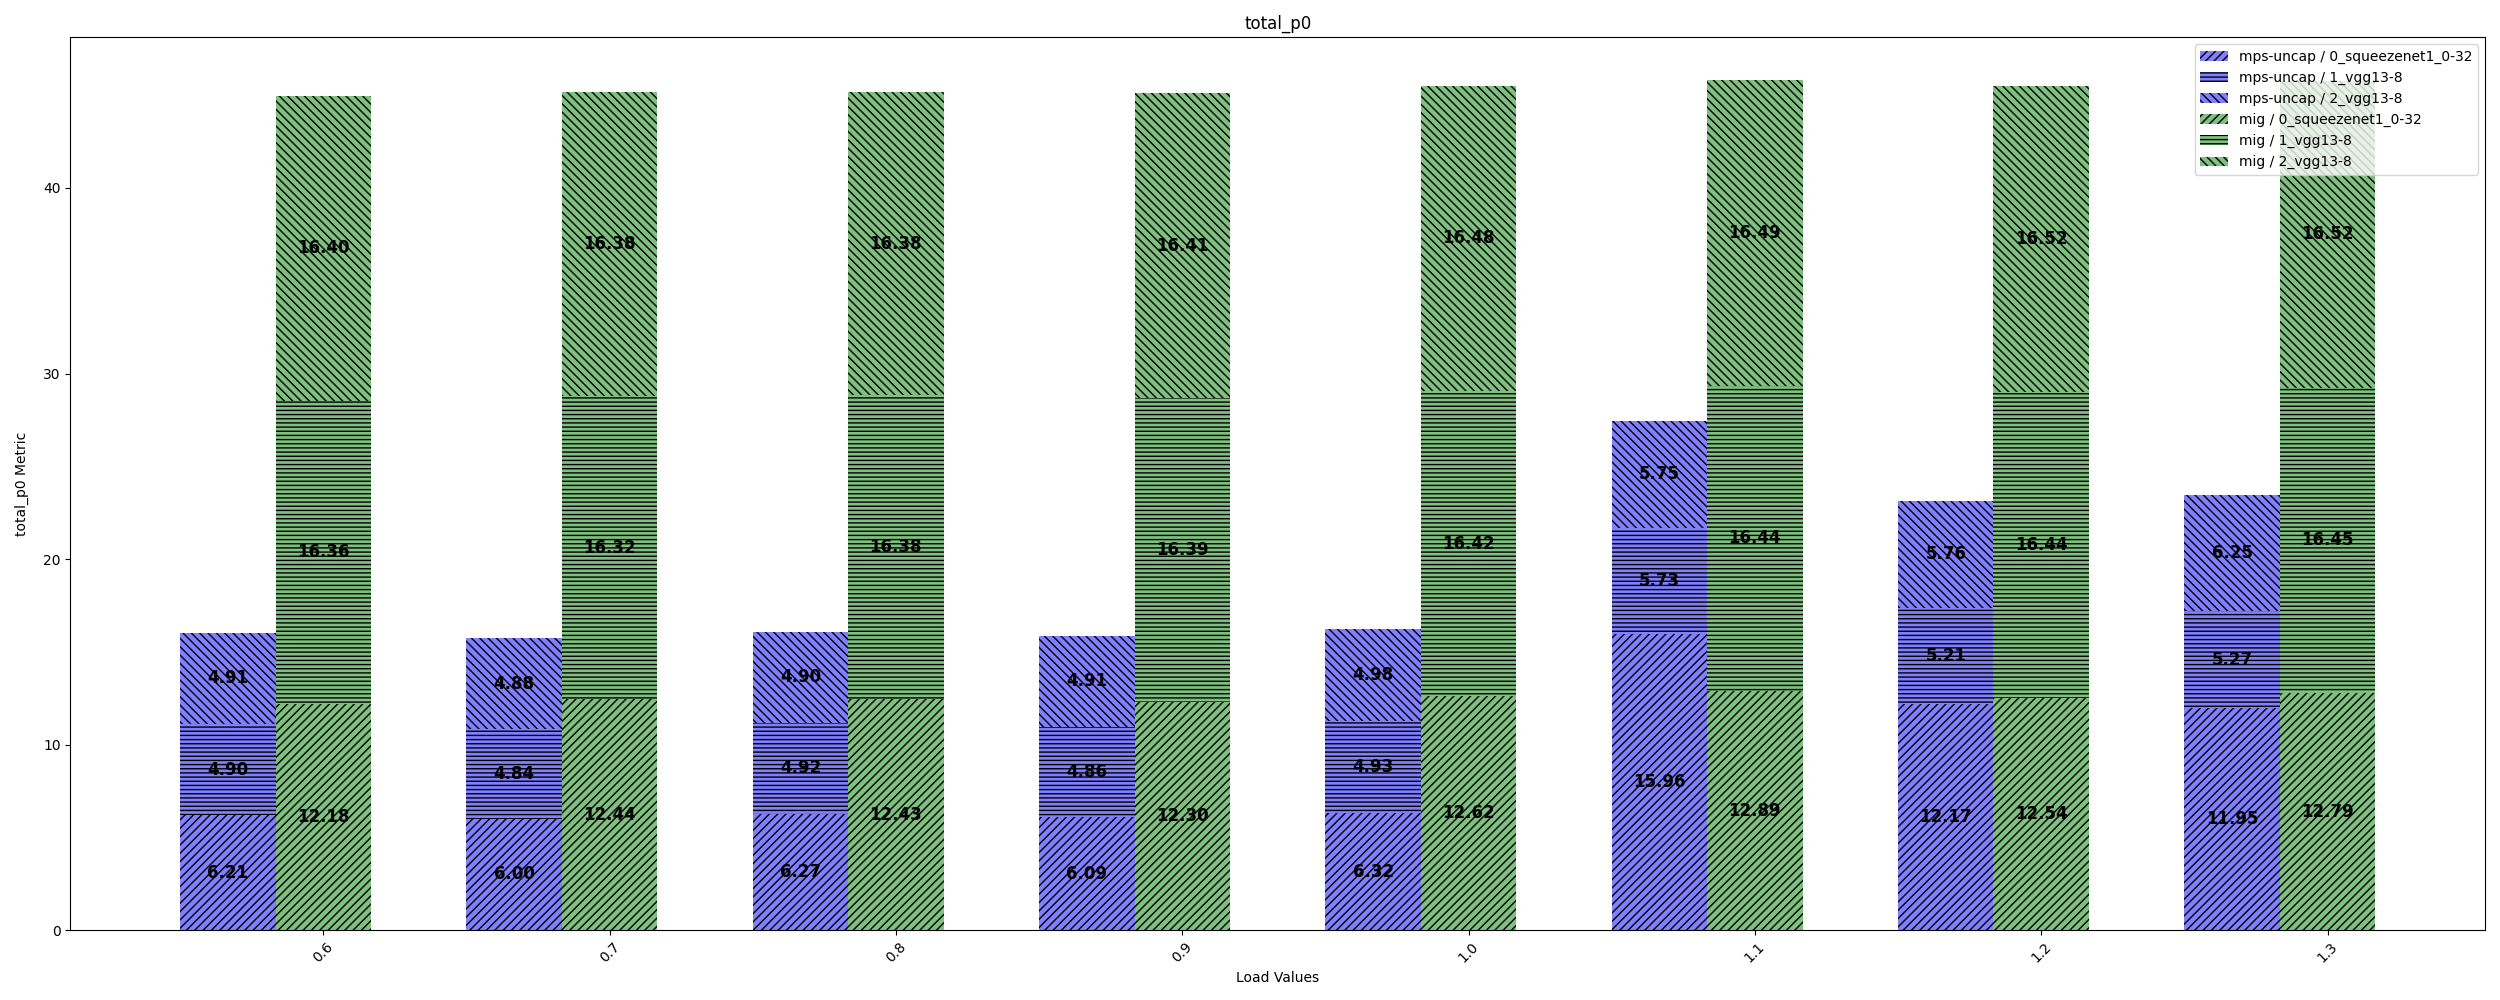 total_p0
mps-uncap / 0_squeezenet1_0-32
mps-uncap / 1_vgg13-8
mps-uncap / 2_vgg13-8
mig / 0_squeezenet1_0-32
mig / 1_vgg13-8
mig / 2_vgg13-8
total_p0 Metric
40
30
20
10
0
16.40 16.38 16.38 16.41 16.48 16.49 16.52 16.52
16.36 16.32 16.38 16.39 16.42 16.44 16.44 16.45
12.18 12.44 12.43 12.30 12.62 12.89 12.54 12.79
4.91 4.88 4.90 4.91 4.98 5.75 5.76 6.25
4.90 4.84 4.92 4.86 4.93 5.73 5.21 5.27
6.21 6.00 6.27 6.09 6.32 15.96 12.17 11.95
0.6 0.7 0.8 0.9 1.0 1.1 1.2 1.3
Load Values